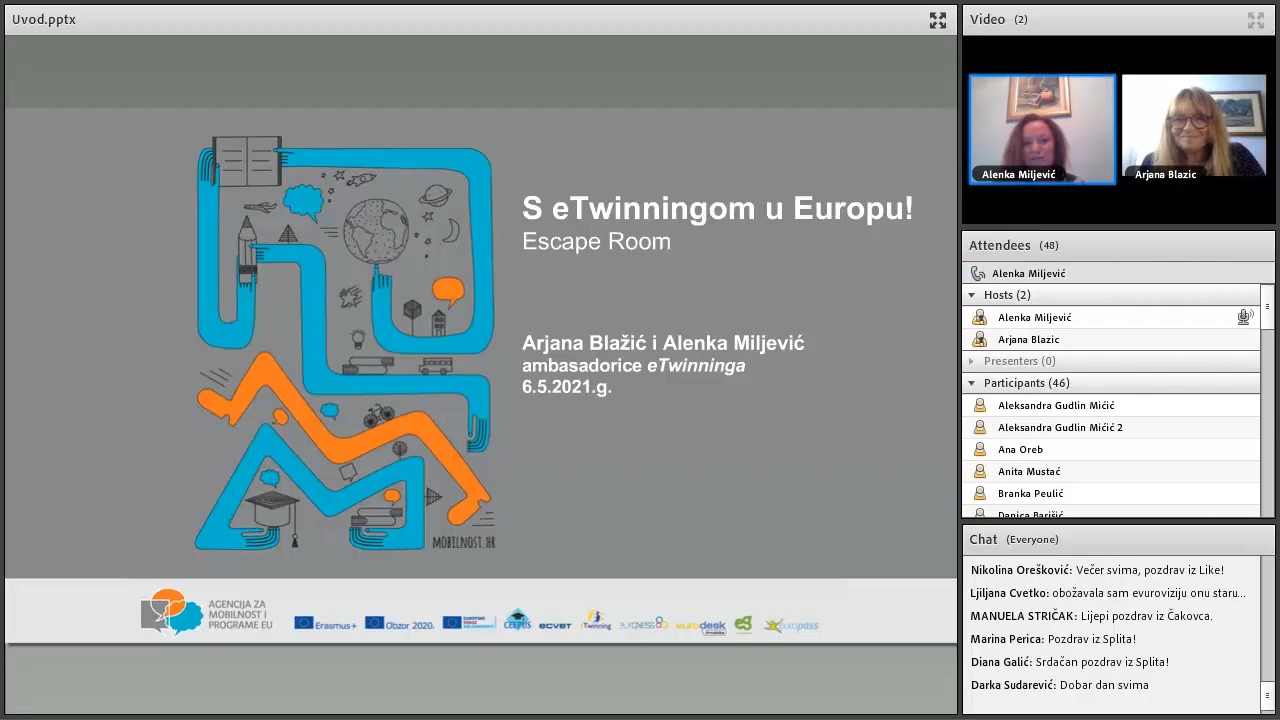 Uvod.pptx
S eTwinningom u Europu!
Escape Room
Arjana Blažić i Alenka Miljević
ambasadorice eTwinninga
6.5.2021.g.
MOBILNOST.HR
AGENCIJA ZA
MOBILNOST I
PROGRAME EU
Erasmus+
Obzor 2020.
ecvet
eTwinning
euroaxess
eurodesk
europass
Video (2)
Alenka Miljević
Arjana Blazic
Attendees (48)
Alenka Miljević
Hosts (2)
Alenka Miljević
Arjana Blazic
Presenters (0)
Participants (46)
Aleksandra Gudlin Mićić
Aleksandra Gudlin Mićić 2
Ana Oreb
Anita Mustać
Branka Peulić
Danica Barišić
Chat (Everyone)
Nikolina Orešković: Večer svima, pozdrav iz Like!
Ljiljana Cvetko: obožavala sam evuroviziju onu staru...
MANUELA STRIČAK: Lijepi pozdrav iz Čakovca.
Marina Perica: Pozdrav iz Splita!
Diana Galić: Srdačan pozdrav iz Splita!
Darka Sudarević: Dobar dan svima